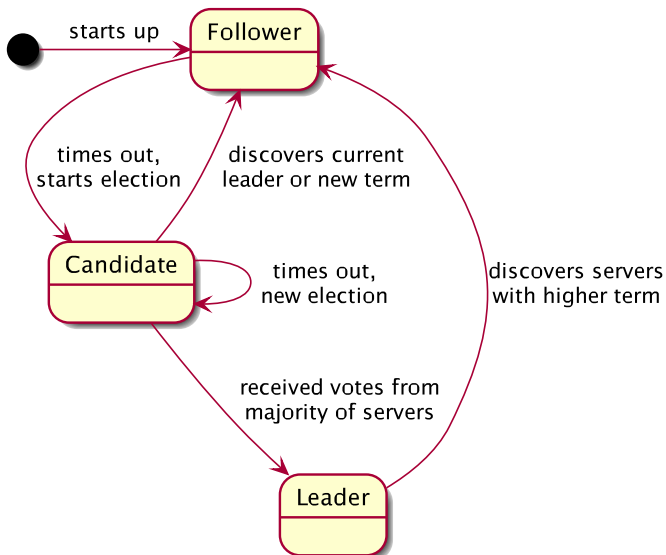 starts up
Follower
times out,
starts election
discovers current
leader or new term
Candidate
times out,
new election
discovers servers
with higher term
received votes from
majority of servers
Leader